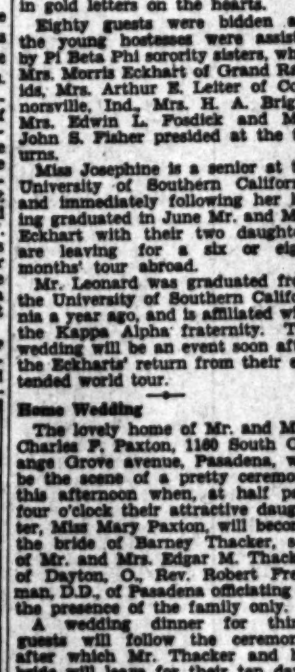 in gold letters on the hearts.
Eighty guests were bidden a
the young hostesses were assist
by Pi Beta Phi sorority sisters, wh
Mrs. Morris Eckhart of Grand Ra
ids, Mrs. Arthur E. Leiter of Co
norsville, Ind., Mrs. H. A. Brig
Mrs. Edwin L. Fosdick and M
John S. Fisher presided at the t
urns.
Miss Josephine is a senior at t
University of Southern Californ
and immediately following her b
ing graduated in June Mr. and M
Eckhart with their two daughte
are leaving for a six or eig
months' tour abroad.
Mr. Leonard was graduated fro
the University of Southern Califo
nia a year ago, and is affiliated wi
the Kappa Alpha fraternity. T
wedding will be an event soon aft
the Eckharts' return from their e
tended world tour.
Home Wedding
The lovely home of Mr. and M
Charles P. Paxton, 1160 South O
ange Grove avenue, Pasadena, w
be the scene of a pretty ceremo
this afternoon when, at half pa
four o'clock their attractive daug
ter, Miss Mary Paxton, will becom
the bride of Barney Thacker, s
of Mr. and Mrs. Edgar M. Thack
of Dayton, O., Rev. Robert Fre
man, D.D., of Pasadena officiating
the presence of the family only.
A wedding dinner for the
guests will follow the ceremon
after which Mr. Thacker and h